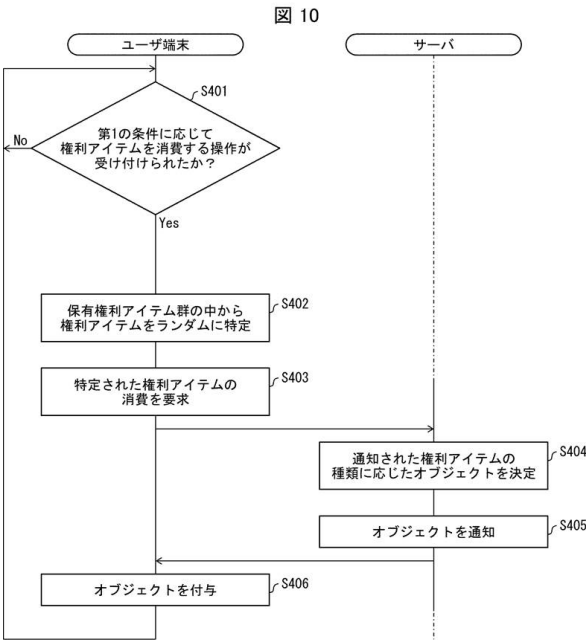 図 10
ユーザ端末
サーバ
S401
第1の条件に応じて
権利アイテムを消費する操作が
受け付けられたか？
No
Yes
S402
保有権利アイテム群の中から
権利アイテムをランダムに特定
S403
特定された権利アイテムの
消費を要求
S404
通知された権利アイテムの
種類に応じたオブジェクトを決定
S405
オブジェクトを通知
S406
オブジェクトを付与